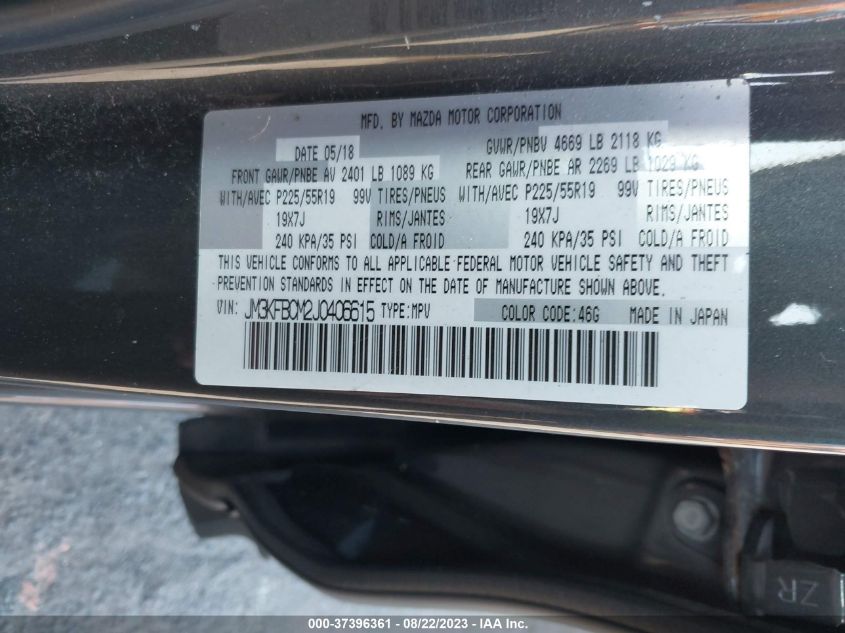 MFD. BY MAZDA MOTOR CORPORATION
DATE 05/18 GVWR/PNBV 4669 LB 2118 KG
FRONT GAWR/PNBE AV 2401 LB 1089 KG REAR GAWR/PNBE AR 2269 LB 1029 KG
WITH/AVEC P225/55R19 99V TIRES/PNEUS WITH/AVEC P225/55R19 99V TIRES/PNEUS
19X7J RIMS/JANTES 19X7J RIMS/JANTES
240 KPA/35 PSI COLD/A FROID 240 KPA/35 PSI COLD/A FROID
THIS VEHICLE CONFORMS TO ALL APPLICABLE FEDERAL MOTOR VEHICLE SAFETY AND THEFT
PREVENTION STANDARDS IN EFFECT ON THE DATE OF MANUFACTURE SHOWN ABOVE.
VIN: JM3KFBCM2J0406615 TYPE:MPV COLOR CODE:46G MADE IN JAPAN
ZR
000-37396361 - 08/22/2023 - IAA Inc.